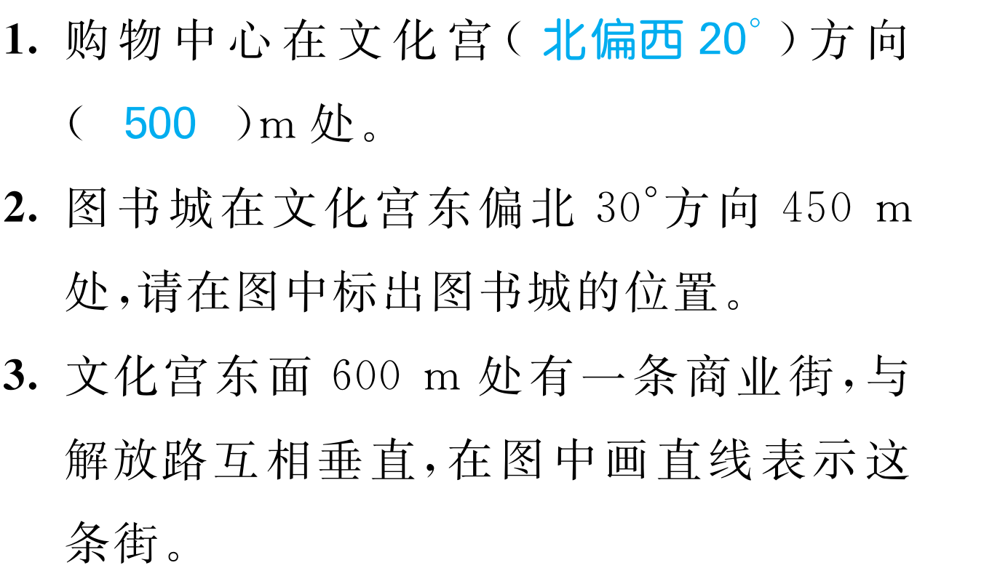 1. 购物中心在文化宫( 北偏西 20° )方向
( 500 )m 处。
2. 图书城在文化宫东偏北 30°方向 450 m
处,请在图中标出图书城的位置。
3. 文化宫东面 600 m 处有一条商业街,与
解放路互相垂直,在图中画直线表示这
条街。